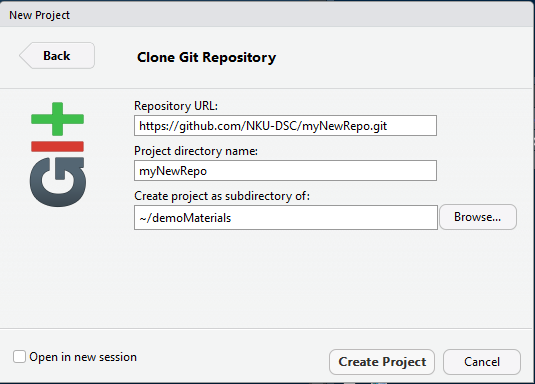 New Project
Back
Clone Git Repository
GIt
Repository URL:
https://github.com/NKU-DSC/myNewRepo.git
Project directory name:
myNewRepo
Create project as subdirectory of:
~/demoMaterials
Browse...
Open in new session
Create Project
Cancel